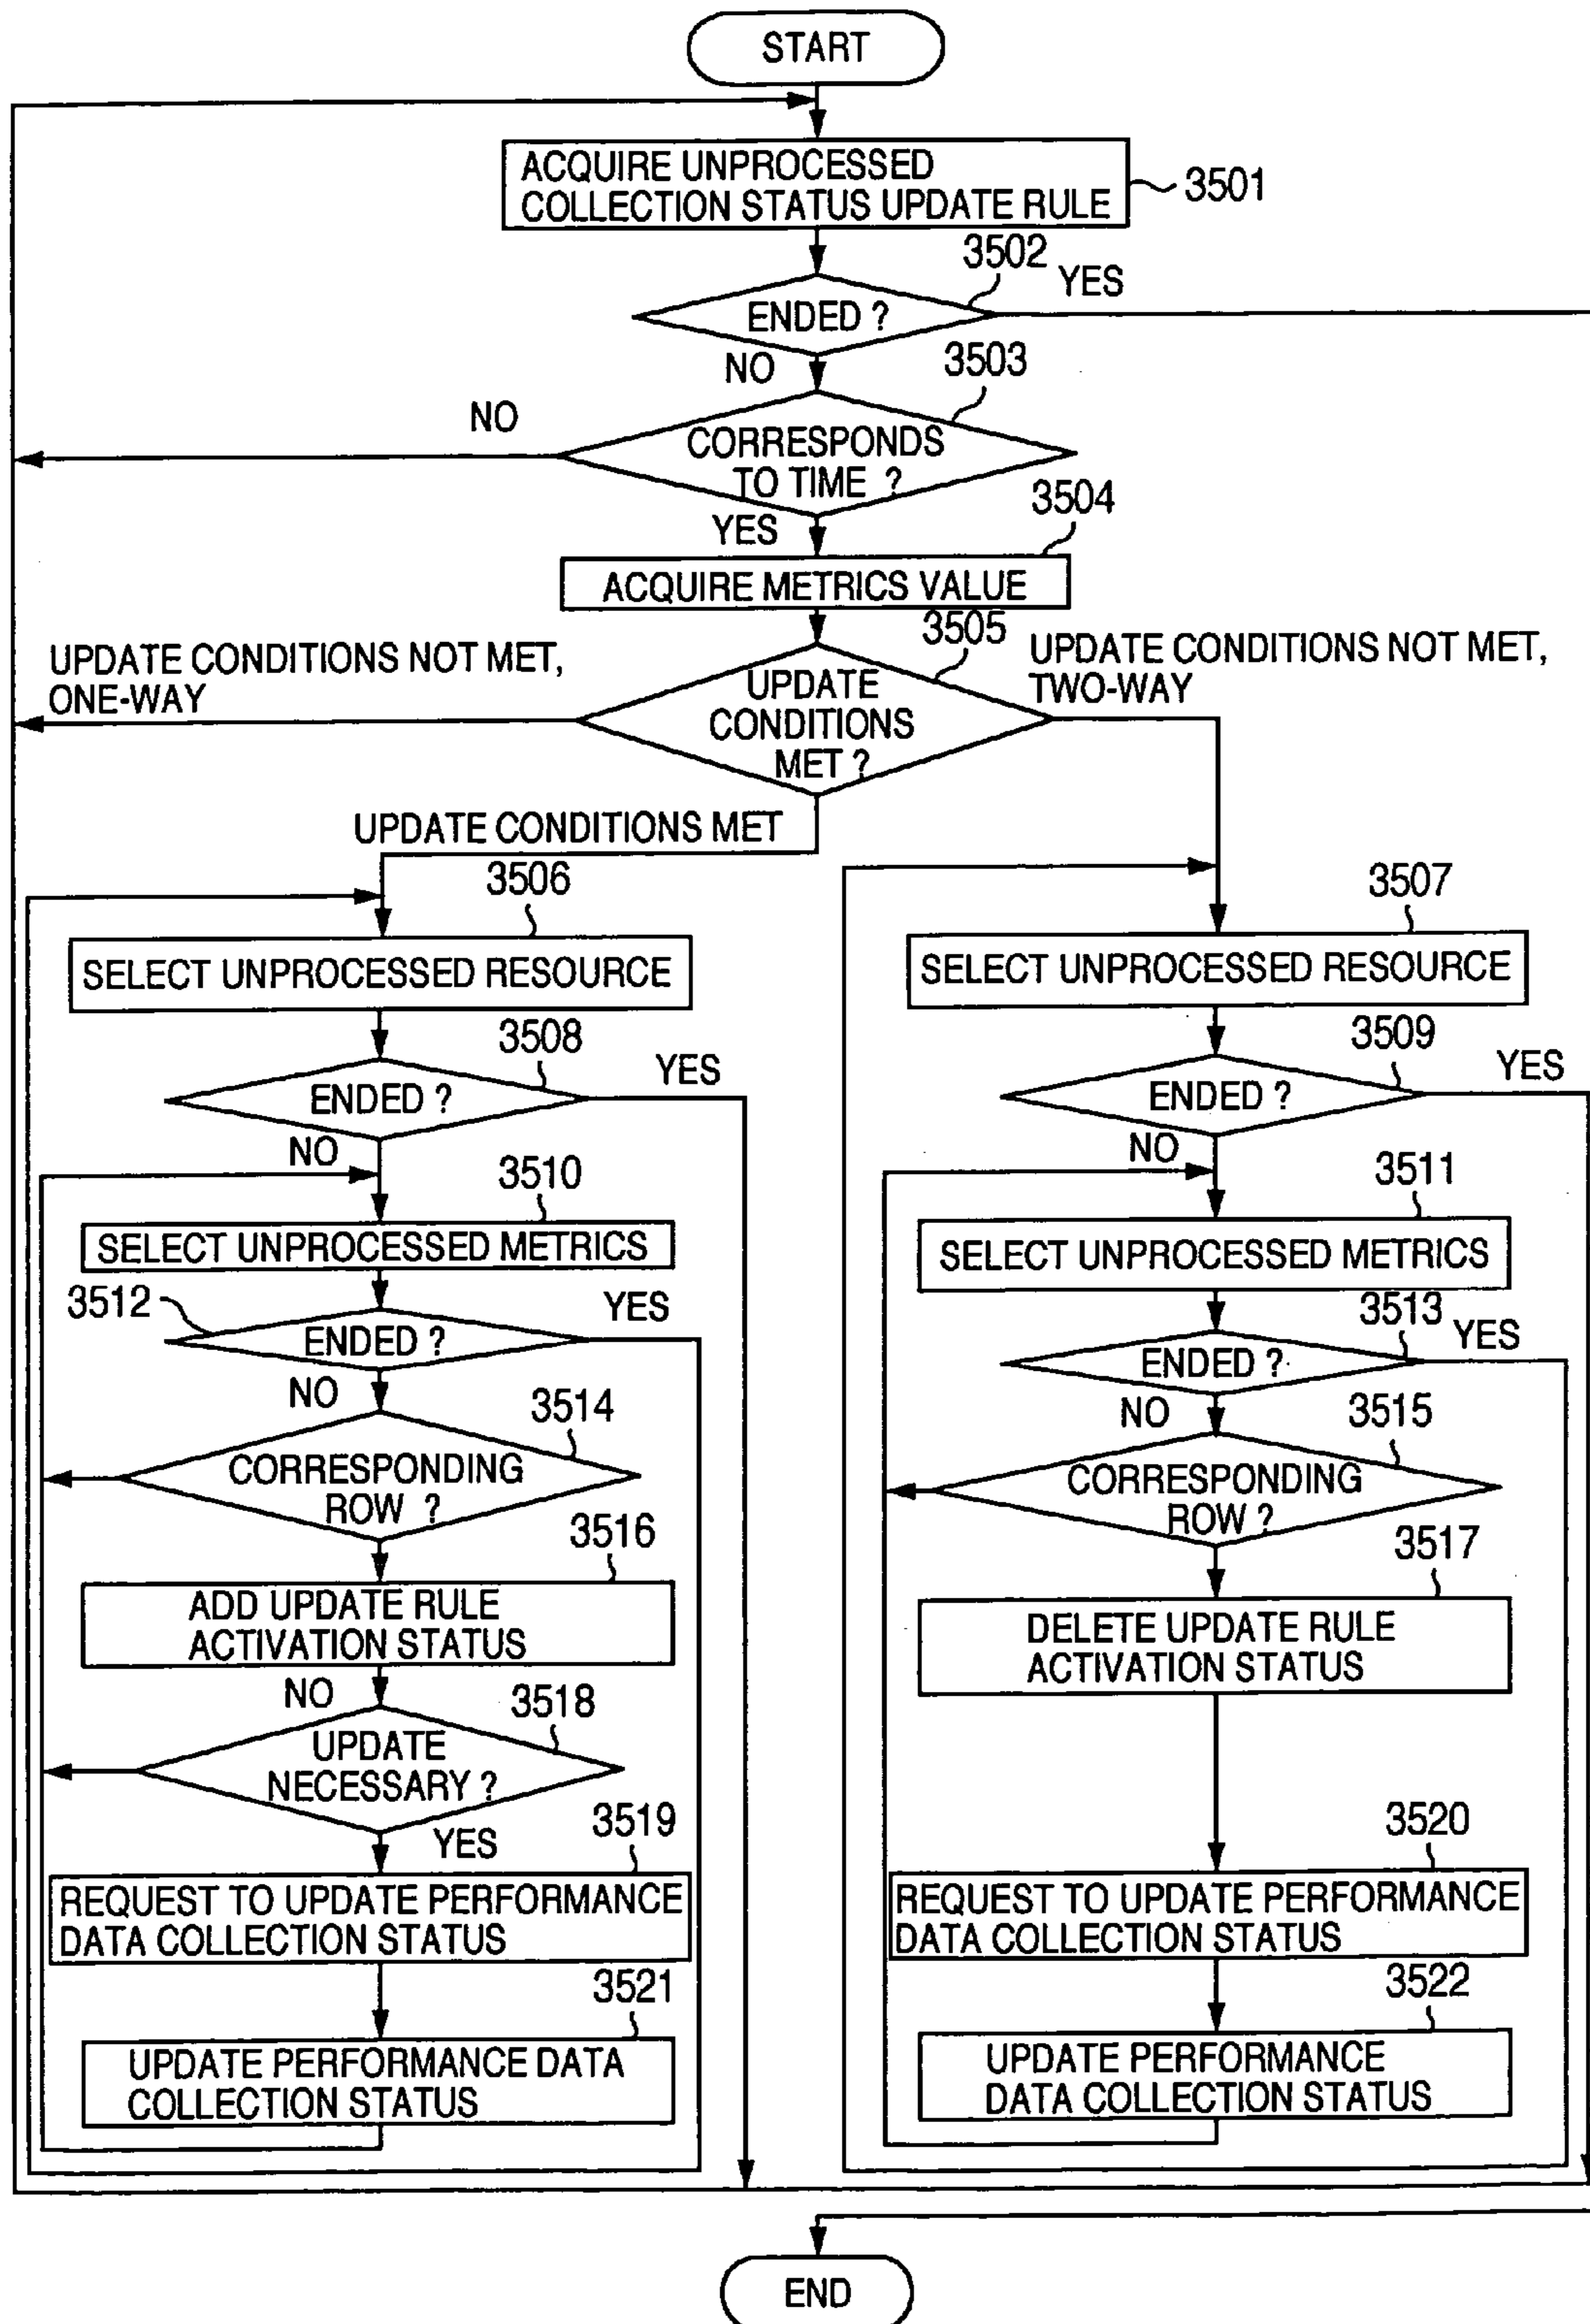 START
ACQUIRE UNPROCESSED
COLLECTION STATUS UPDATE RULE
3501
3502
YES
ENDED ?
NO
3503
NO
CORRESPONDS
TO TIME ?
YES
3504
ACQUIRE METRICS VALUE
3505
UPDATE CONDITIONS NOT MET,
ONE-WAY
UPDATE CONDITIONS NOT MET,
TWO-WAY
UPDATE
CONDITIONS
MET ?
UPDATE CONDITIONS MET
3506
SELECT UNPROCESSED RESOURCE
3508
YES
ENDED ?
NO
3510
SELECT UNPROCESSED METRICS
3512
YES
ENDED ?
NO
3514
CORRESPONDING
ROW ?
3516
ADD UPDATE RULE
ACTIVATION STATUS
NO
3518
UPDATE
NECESSARY ?
YES
3519
REQUEST TO UPDATE PERFORMANCE
DATA COLLECTION STATUS
3521
UPDATE PERFORMANCE DATA
COLLECTION STATUS
3507
SELECT UNPROCESSED RESOURCE
3509
YES
ENDED ?
NO
3511
SELECT UNPROCESSED METRICS
3513
YES
ENDED ?
NO
3515
CORRESPONDING
ROW ?
3517
DELETE UPDATE RULE
ACTIVATION STATUS
3520
REQUEST TO UPDATE PERFORMANCE
DATA COLLECTION STATUS
3522
UPDATE PERFORMANCE
DATA COLLECTION STATUS
END